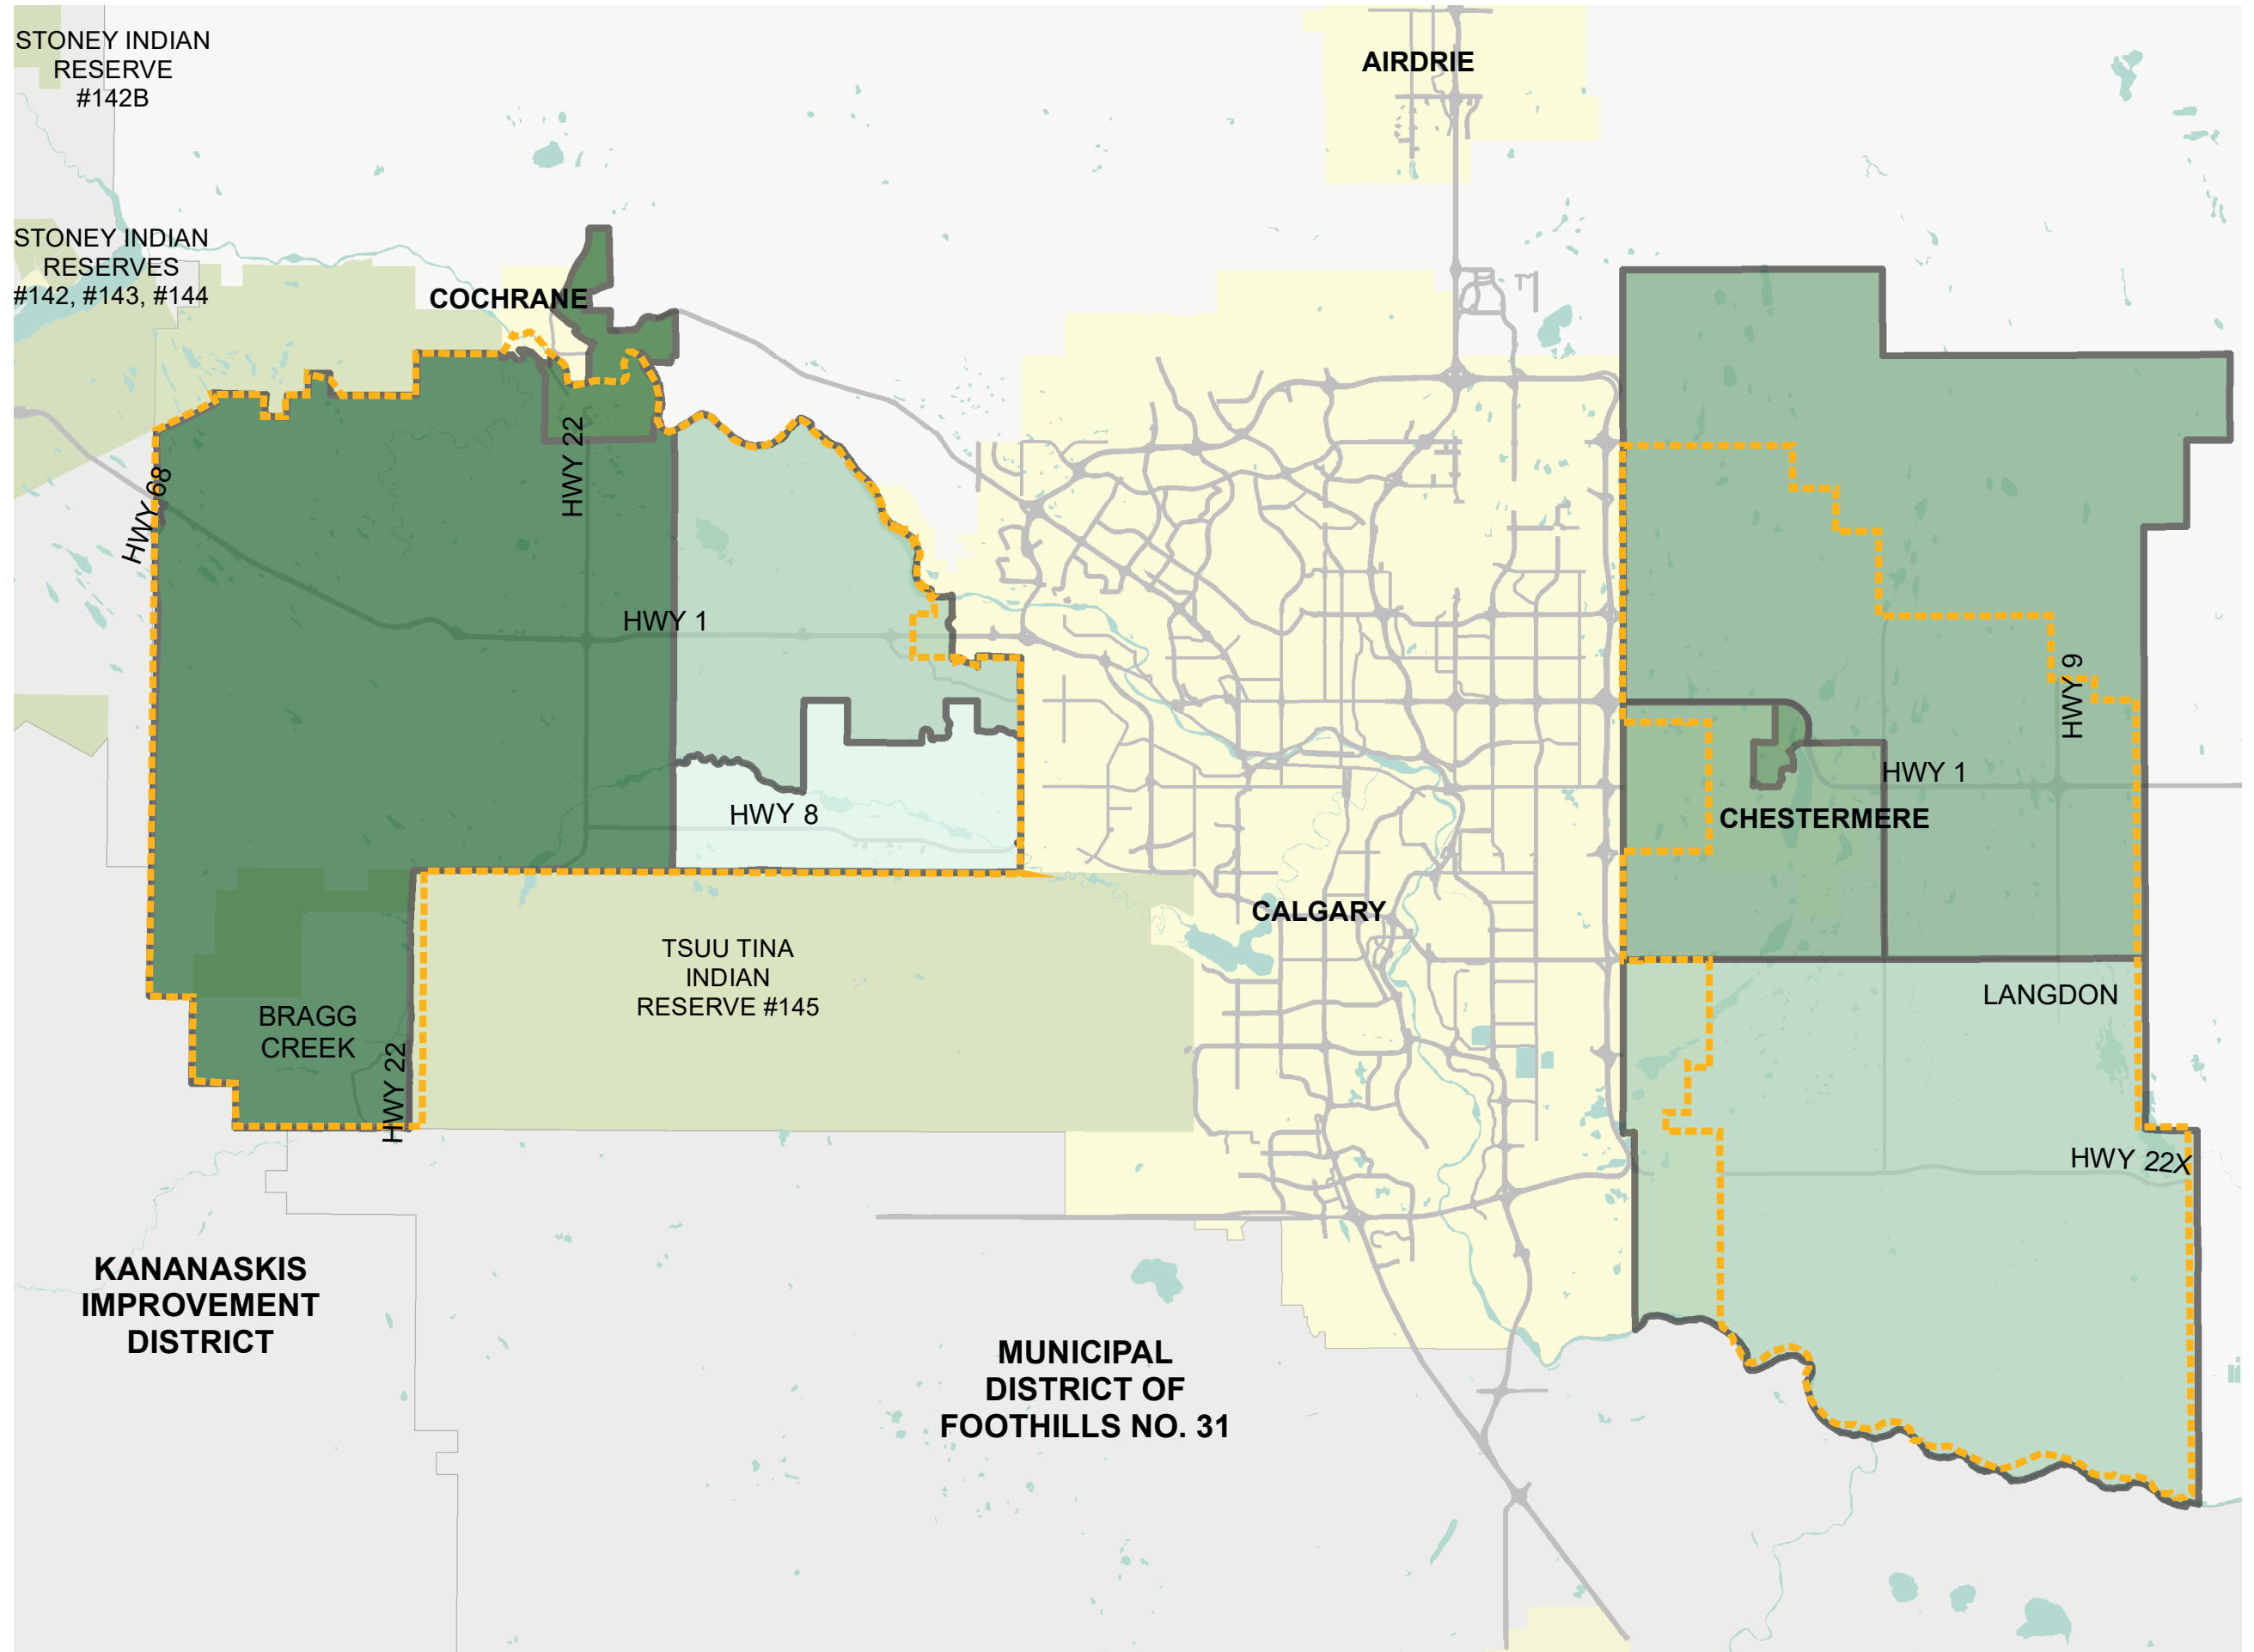 STONEY INDIAN
RESERVE
#142B
AIRDRIE
STONEY INDIAN
RESERVES
#142, #143, #144
COCHRANE
HWY 22
HWY 68
HWY 1
HWY 9
HWY 1
HWY 8
CHESTERMERE
CALGARY
TSUU TINA
INDIAN
RESERVE #145
LANGDON
BRAGG
CREEK
HWY 22
HWY 22X
KANANASKIS
IMPROVEMENT
DISTRICT
MUNICIPAL
DISTRICT OF
FOOTHILLS NO. 31